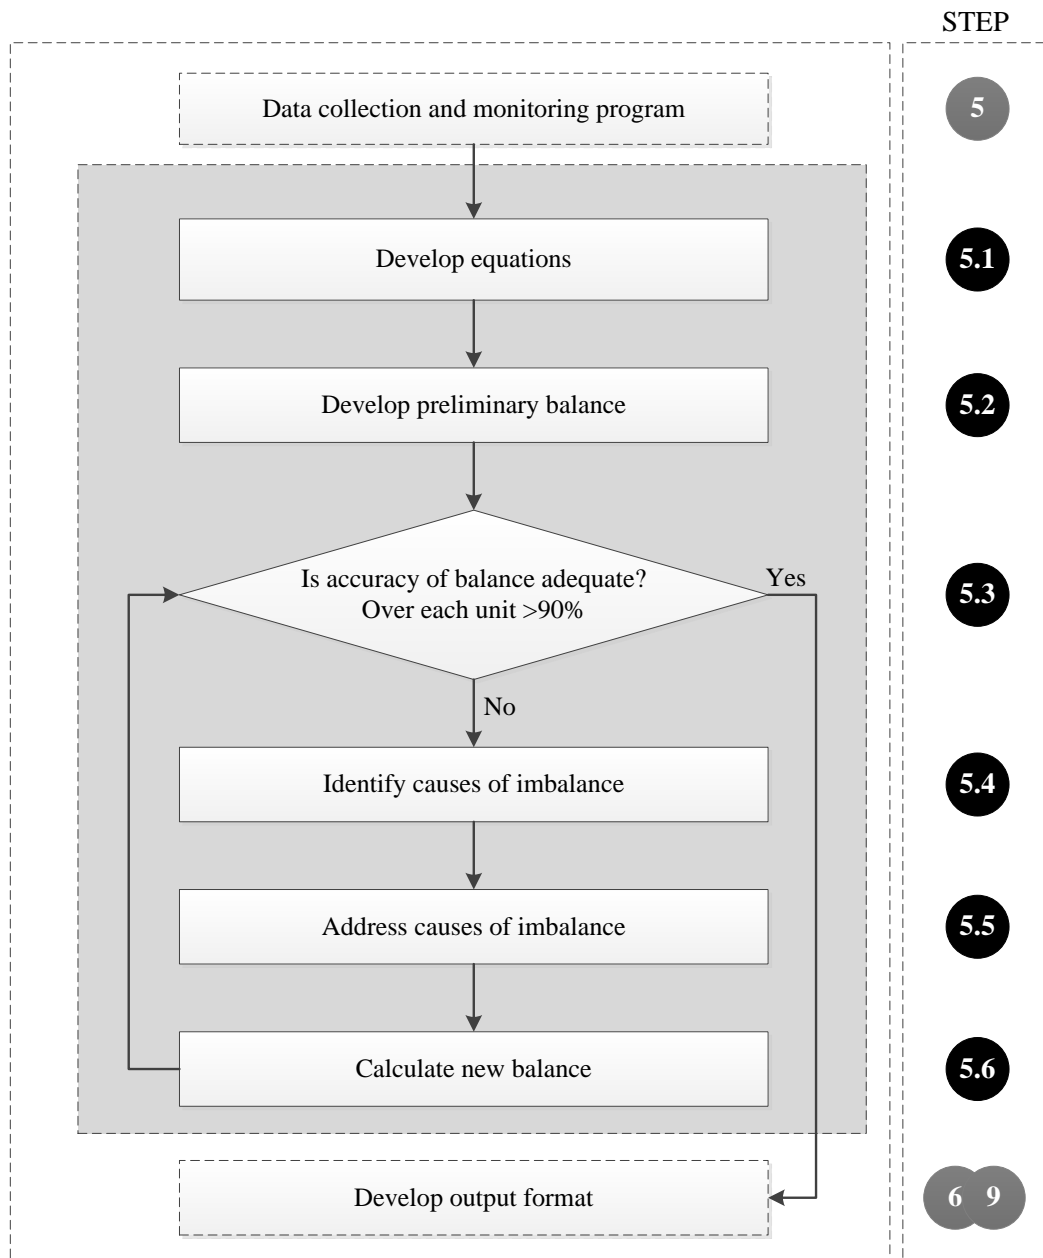 STEP
Data collection and monitoring program
5
Develop equations
5.1
Develop preliminary balance
5.2
Is accuracy of balance adequate?
Over each unit >90%
Yes
5.3
No
Identify causes of imbalance
5.4
Address causes of imbalance
5.5
Calculate new balance
5.6
Develop output format
6 9